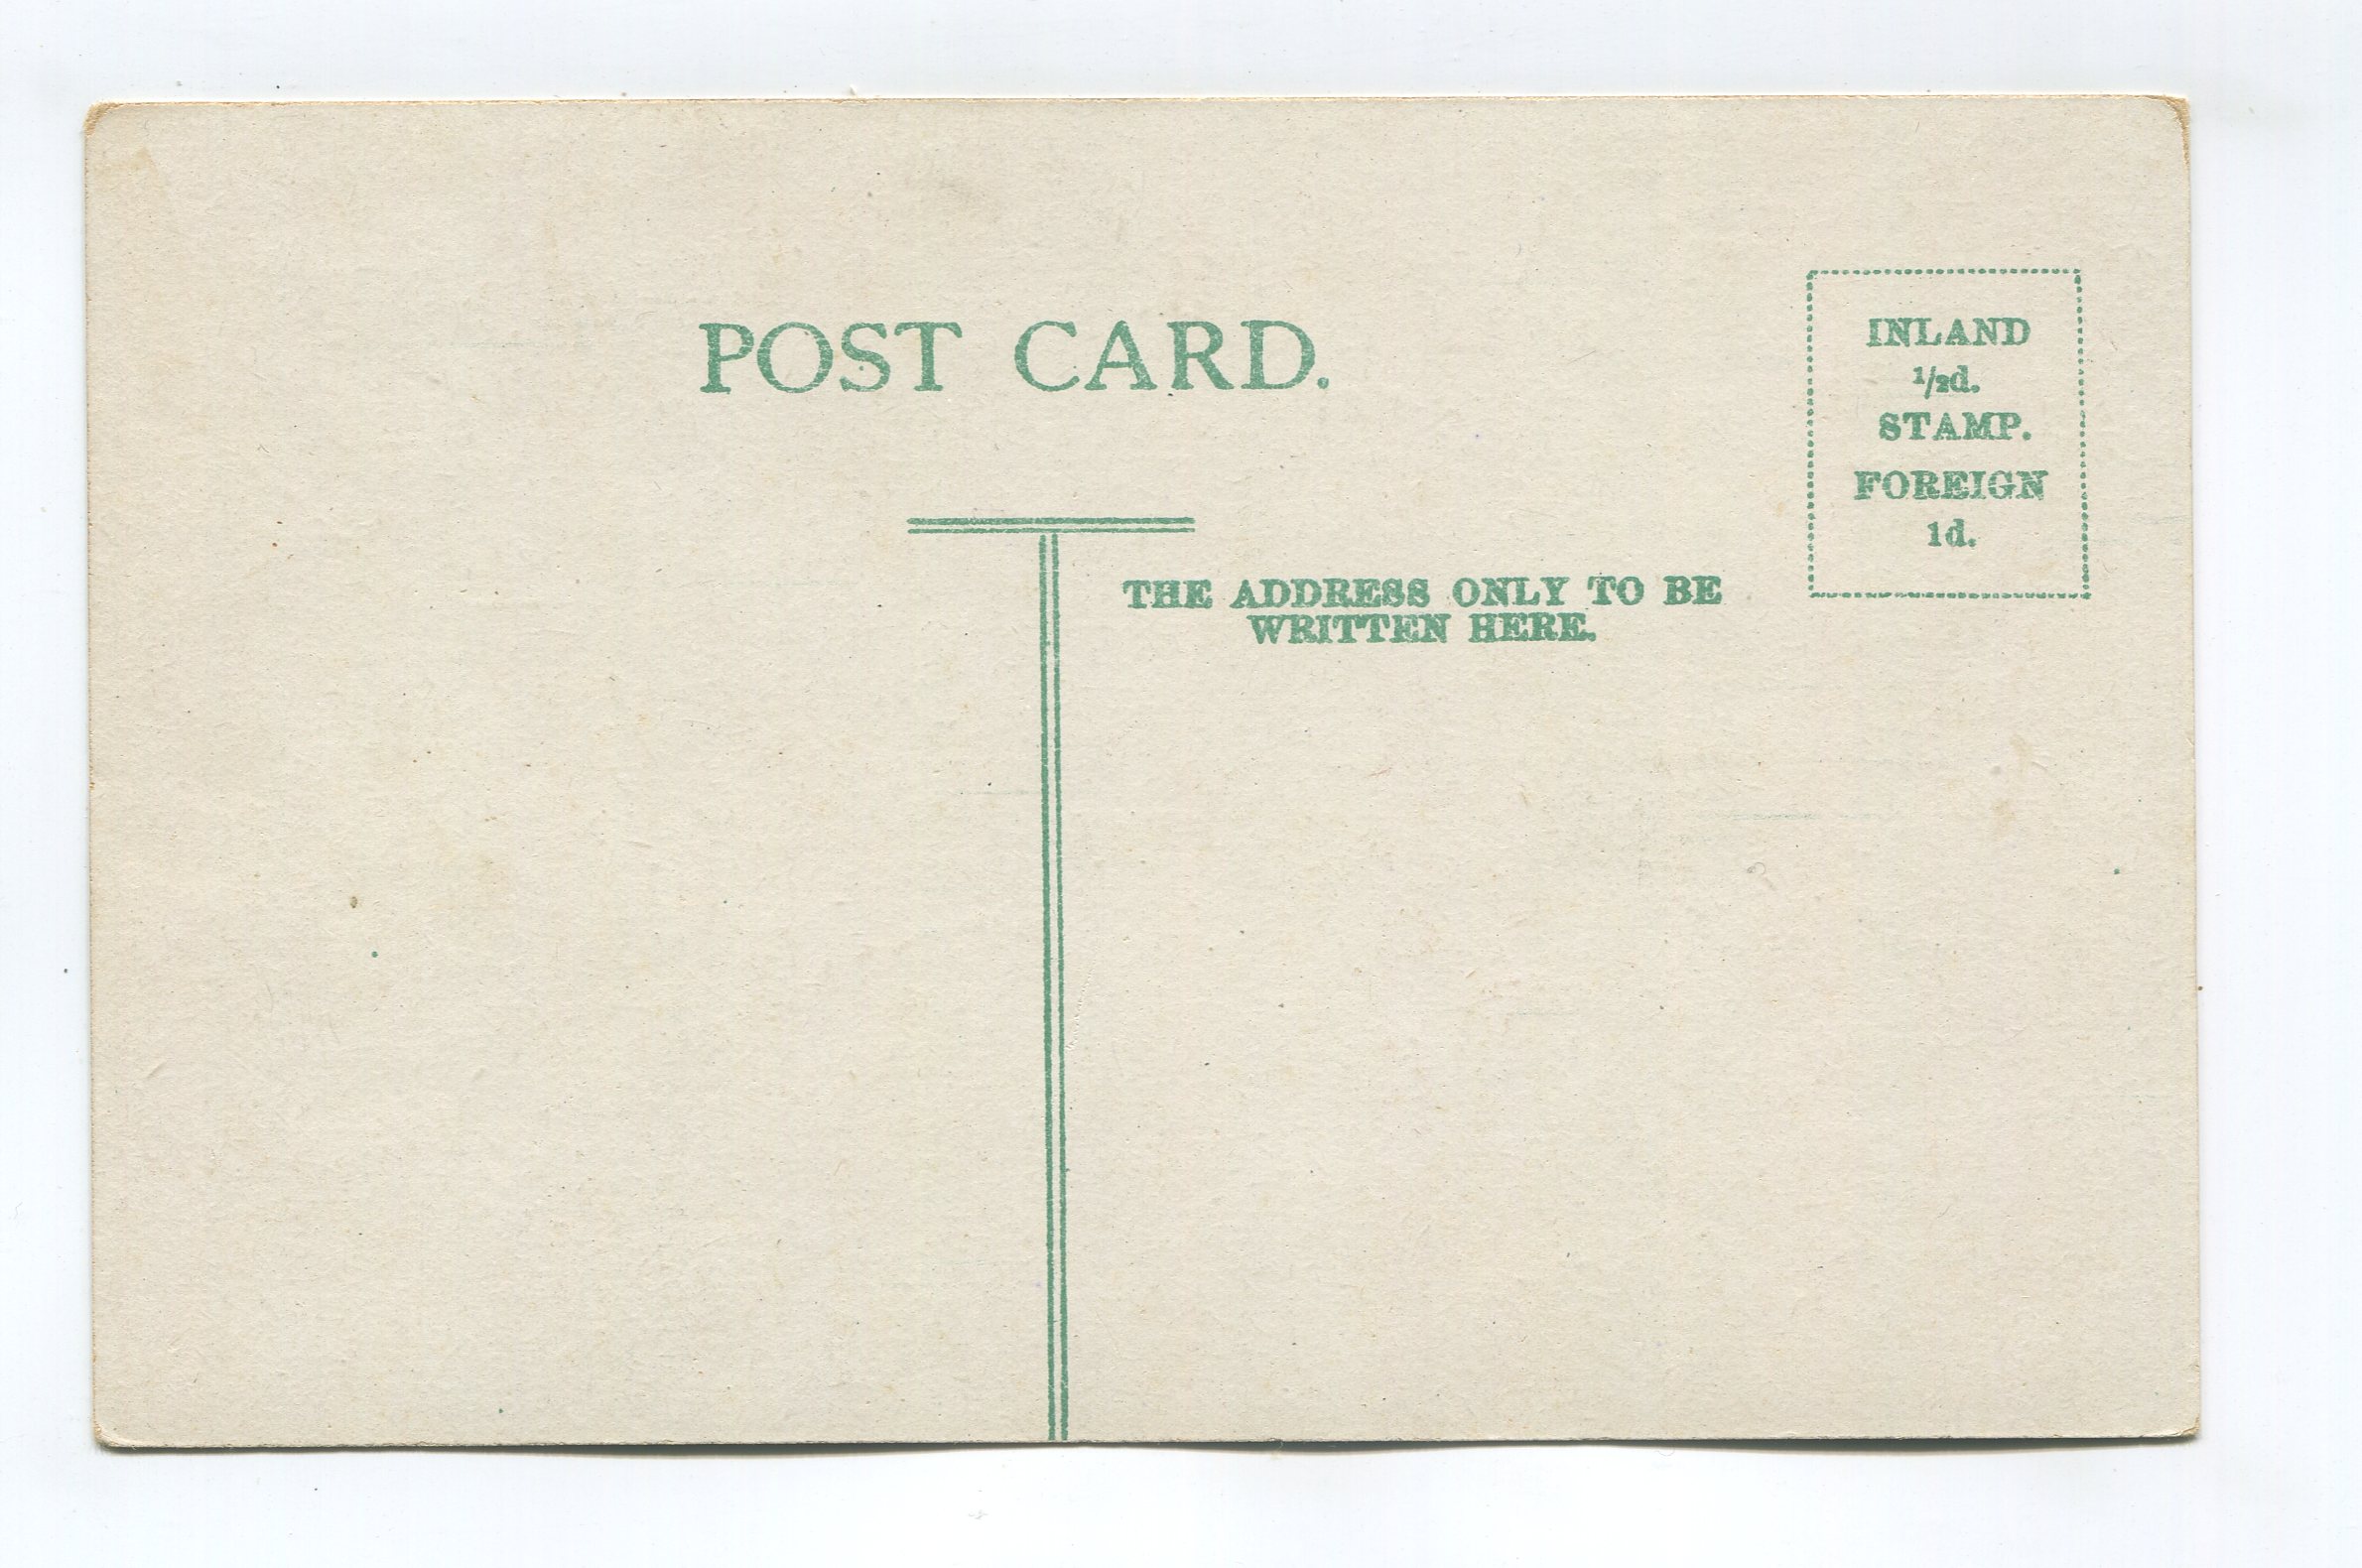 POST CARD.
INLAND
1/2d.
STAMP.
FOREIGN
1d.
THE ADDRESS ONLY TO BE
WRITTEN HERE.